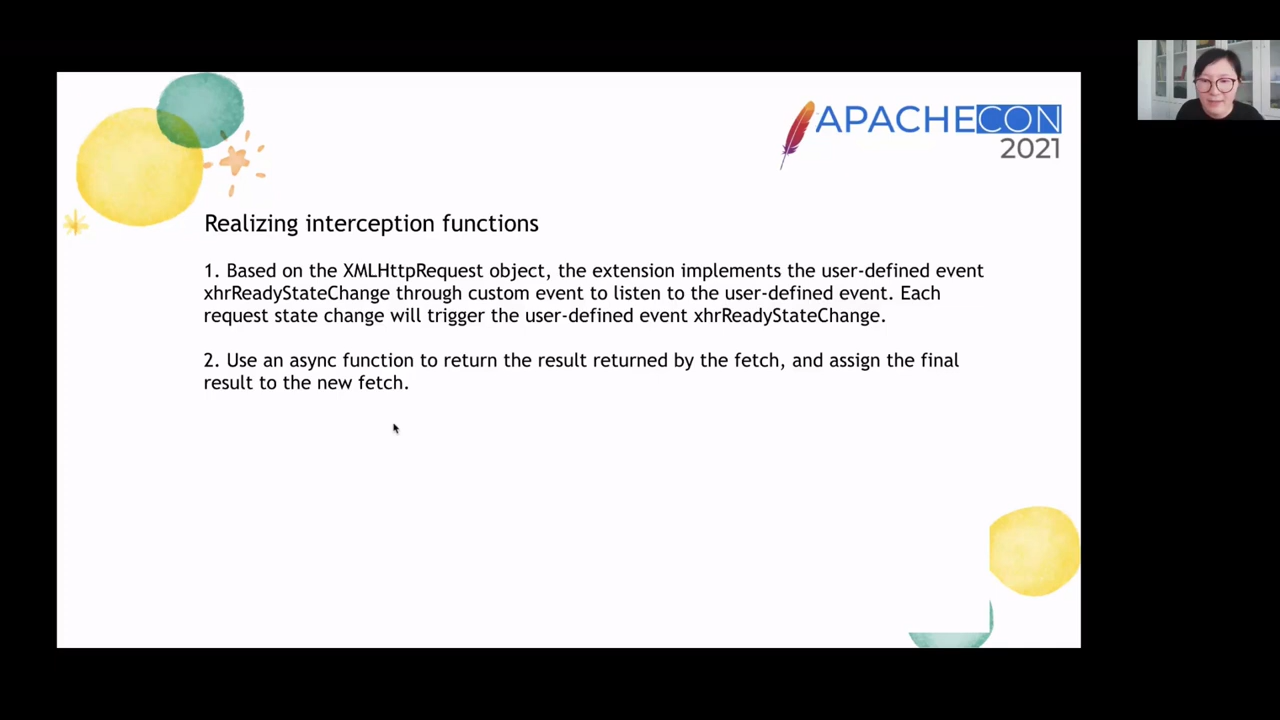 APACHECON
2021
Realizing interception functions
1. Based on the XMLHttpRequest object, the extension implements the user-defined event
xhrReadyStateChange through custom event to listen to the user-defined event. Each
request state change will trigger the user-defined event xhrReadyStateChange.
2. Use an async function to return the result returned by the fetch, and assign the final
result to the new fetch.